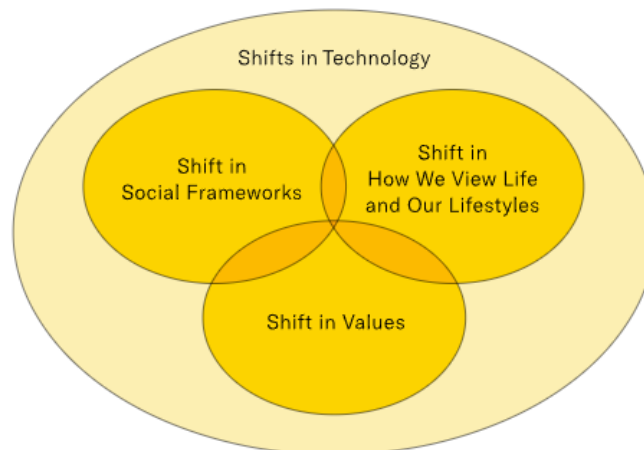 Shifts in Technology
Shift in
Social Frameworks
Shift in
How We View Life
and Our Lifestyles
Shift in Values